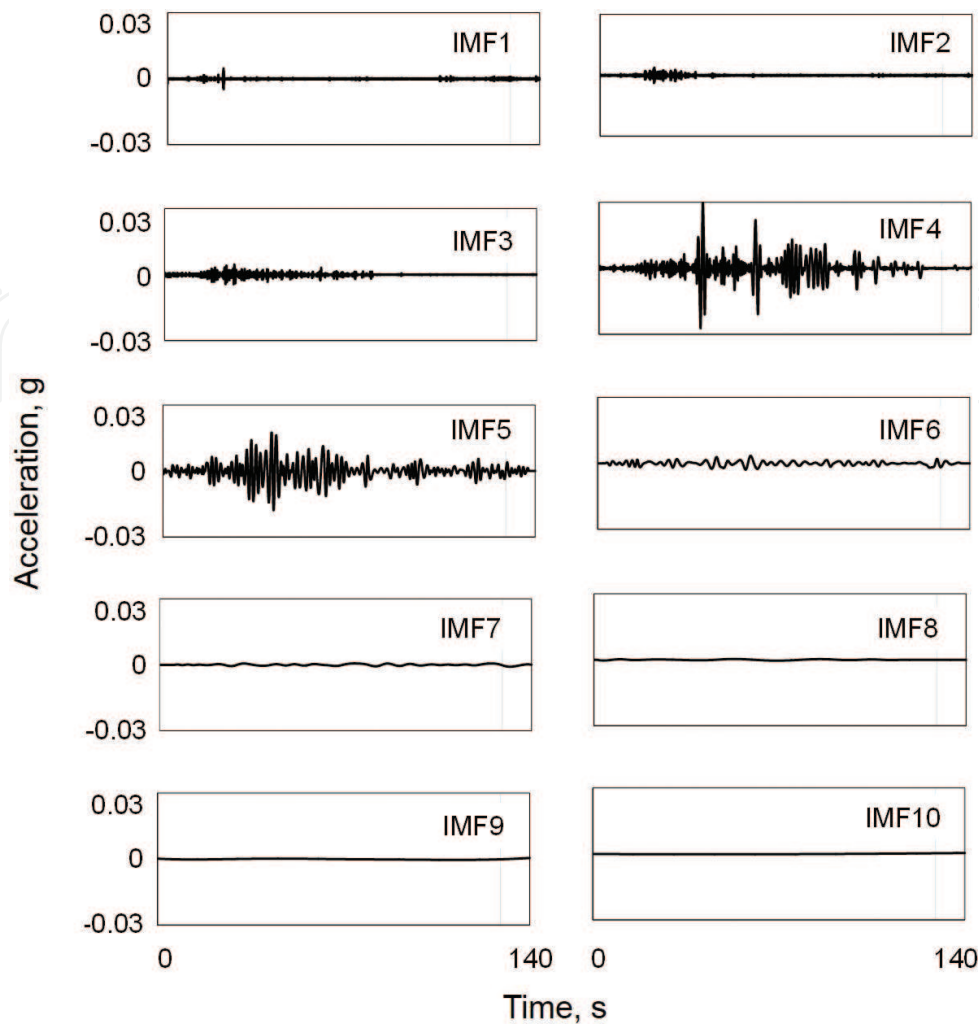 0.03
IMF1
IMF2
0
-0.03
0.03
IMF3
IMF4
0
-0.03
Acceleration, g
0.03
IMF5
IMF6
0
-0.03
0.03
IMF7
IMF8
0
-0.03
0.03
IMF9
IMF10
0
-0.03
0 140 0 140
Time, s